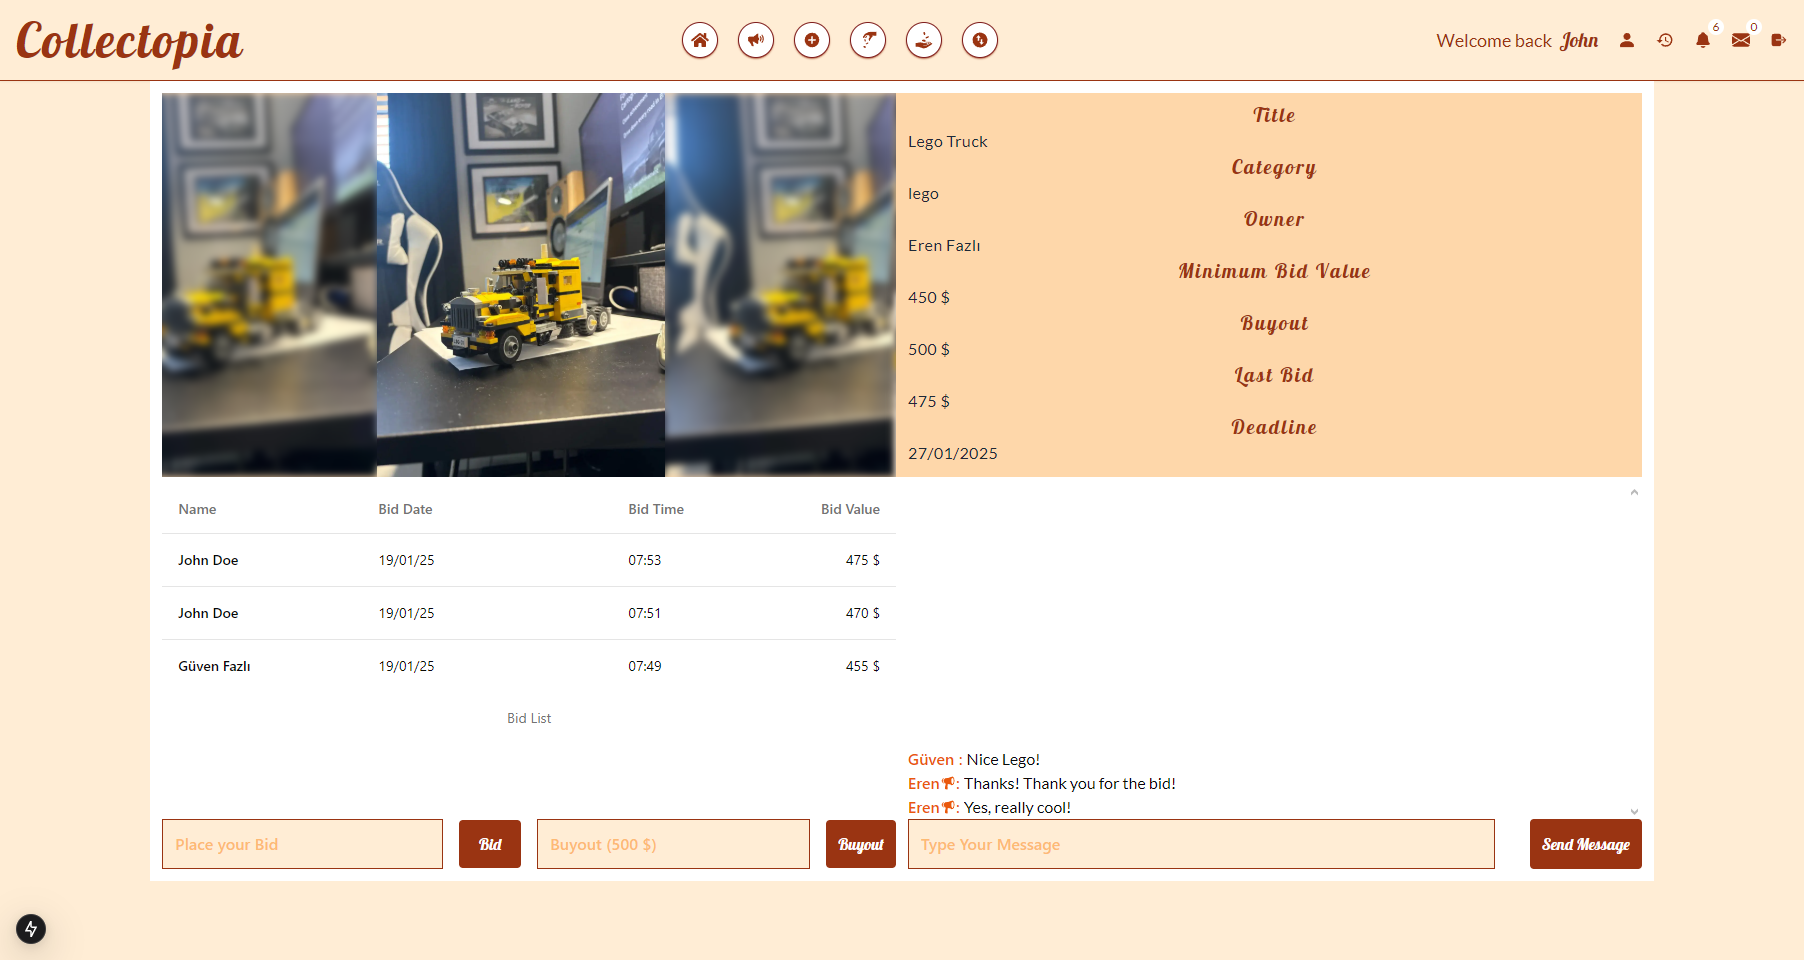 Collectopia
Welcome back John
6
0
Title
Lego Truck
Category
lego
Owner
Eren Fazlı
Minimum Bid Value
450 $
Buyout
500 $
Last Bid
475 $
Deadline
27/01/2025
Name Bid Date Bid Time Bid Value
John Doe 19/01/25 07:53 475 $
John Doe 19/01/25 07:51 470 $
Güven Fazlı 19/01/25 07:49 455 $
Bid List
Güven : Nice Lego!
Eren : Thanks! Thank you for the bid!
Eren : Yes, really cool!
Place your Bid
Bid
Buyout (500 $)
Buyout
Type Your Message
Send Message